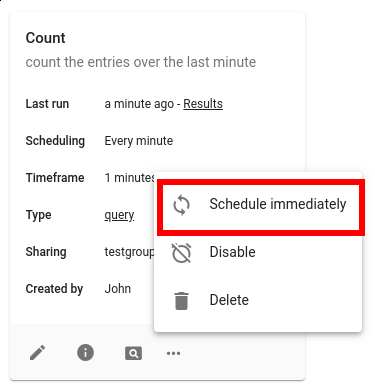 Count
count the entries over the last minute
Last run a minute ago - Results
Scheduling Every minute
Timeframe 1 minutes
Schedule immediately
Type query
Disable
Sharing testgroup
Delete
Created by John